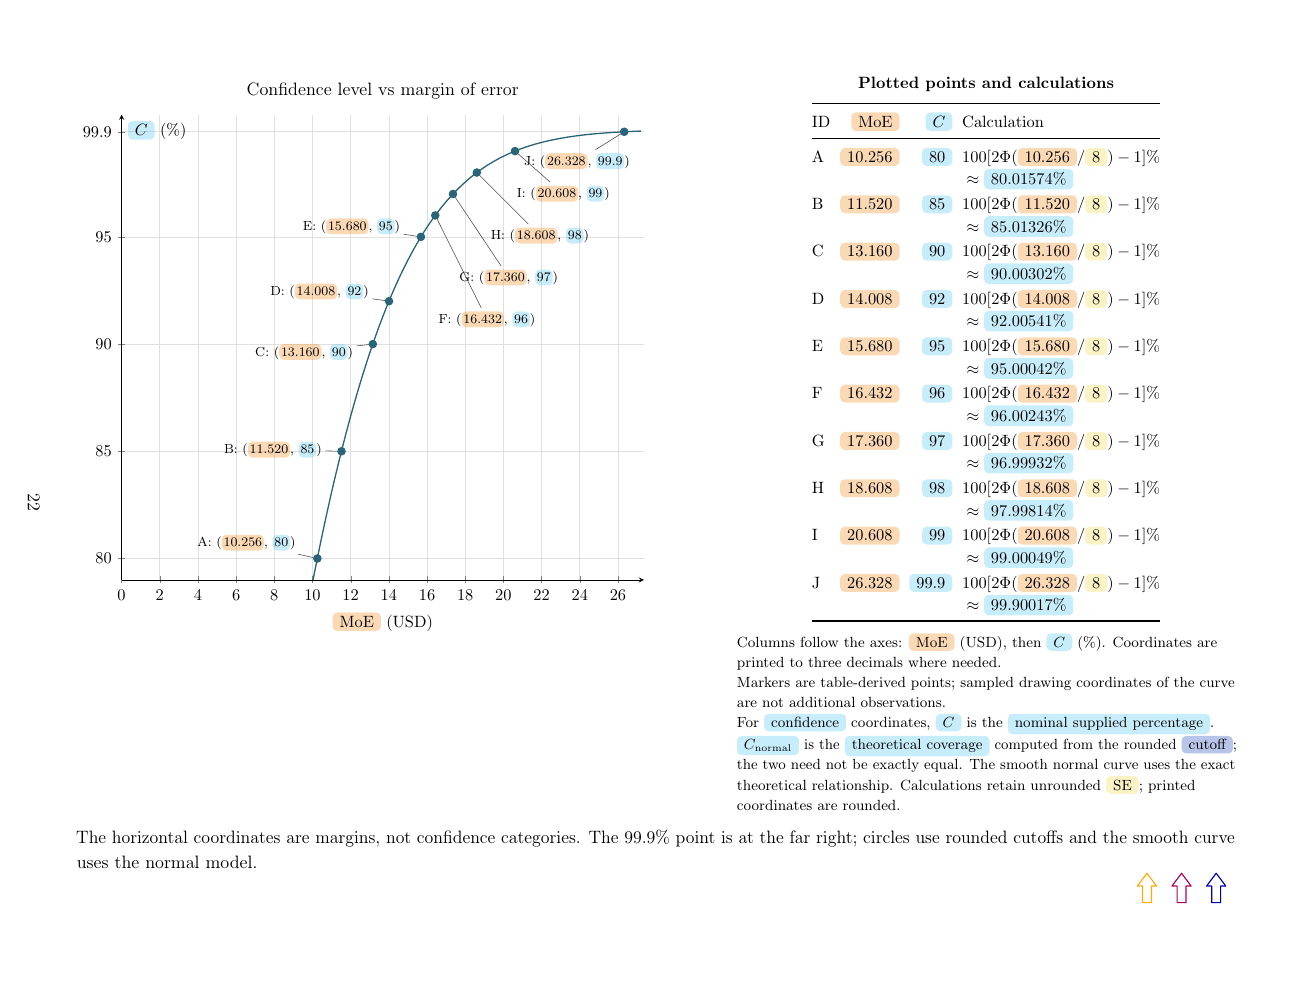 Confidence level vs margin of error
C (%)
99.9
95
90
85
80
0 2 4 6 8 10 12 14 16 18 20 22 24 26
MoE (USD)
J: (26.328, 99.9)
I: (20.608, 99)
E: (15.680, 95)
H: (18.608, 98)
G: (17.360, 97)
D: (14.008, 92)
F: (16.432, 96)
C: (13.160, 90)
B: (11.520, 85)
A: (10.256, 80)
Plotted points and calculations
ID MoE C Calculation
A 10.256 80 100[2Φ(10.256/8) − 1]%
≈ 80.01574%
B 11.520 85 100[2Φ(11.520/8) − 1]%
≈ 85.01326%
C 13.160 90 100[2Φ(13.160/8) − 1]%
≈ 90.00302%
D 14.008 92 100[2Φ(14.008/8) − 1]%
≈ 92.00541%
E 15.680 95 100[2Φ(15.680/8) − 1]%
≈ 95.00042%
F 16.432 96 100[2Φ(16.432/8) − 1]%
≈ 96.00243%
G 17.360 97 100[2Φ(17.360/8) − 1]%
≈ 96.99932%
H 18.608 98 100[2Φ(18.608/8) − 1]%
≈ 97.99814%
I 20.608 99 100[2Φ(20.608/8) − 1]%
≈ 99.00049%
J 26.328 99.9 100[2Φ(26.328/8) − 1]%
≈ 99.90017%
Columns follow the axes: MoE (USD), then C (%). Coordinates are
printed to three decimals where needed.
Markers are table-derived points; sampled drawing coordinates of the curve
are not additional observations.
For confidence coordinates, C is the nominal supplied percentage.
C_normal is the theoretical coverage computed from the rounded cutoff;
the two need not be exactly equal. The smooth normal curve uses the exact
theoretical relationship. Calculations retain unrounded SE; printed
coordinates are rounded.
The horizontal coordinates are margins, not confidence categories. The 99.9% point is at the far right; circles use rounded cutoffs and the smooth curve
uses the normal model.
22